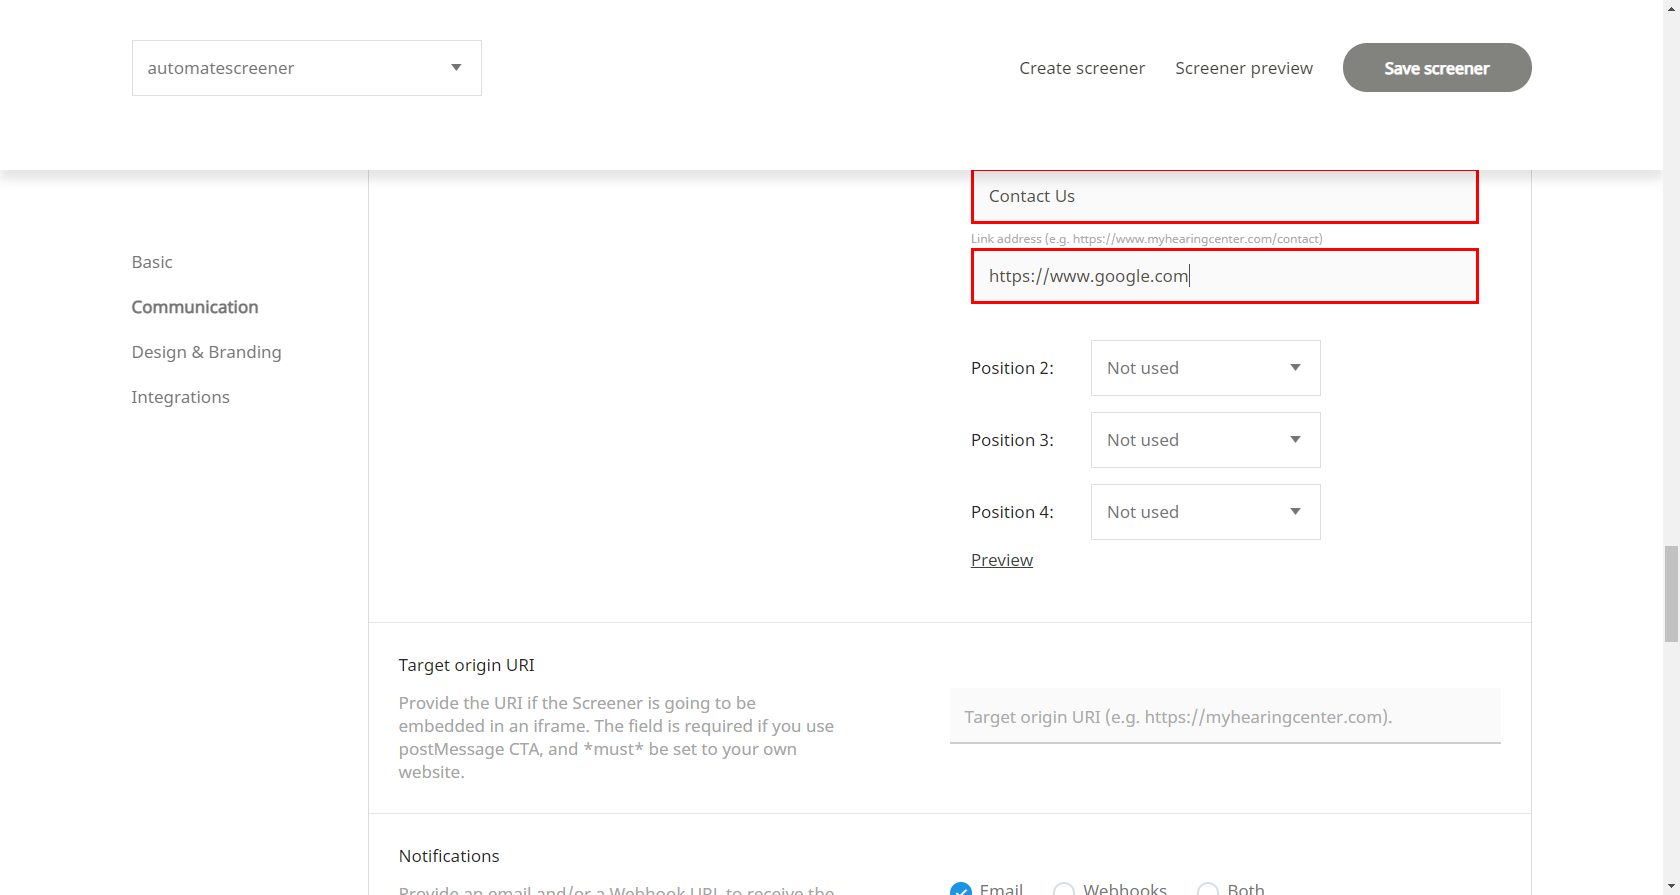 automatescreener
Create screener
Screener preview
Save screener
Contact Us
Link address (e.g. https://www.myhearingcenter.com/contact)
https://www.google.com
Basic
Communication
Design & Branding
Integrations
Position 2:
Not used
Position 3:
Not used
Position 4:
Not used
Preview
Target origin URI
Provide the URI if the Screener is going to be
embedded in an iframe. The field is required if you use
postMessage CTA, and *must* be set to your own
website.
Target origin URI (e.g. https://myhearingcenter.com).
Notifications
Provide an email and/or a Webhook URL to receive the
Email
Webhooks
Both